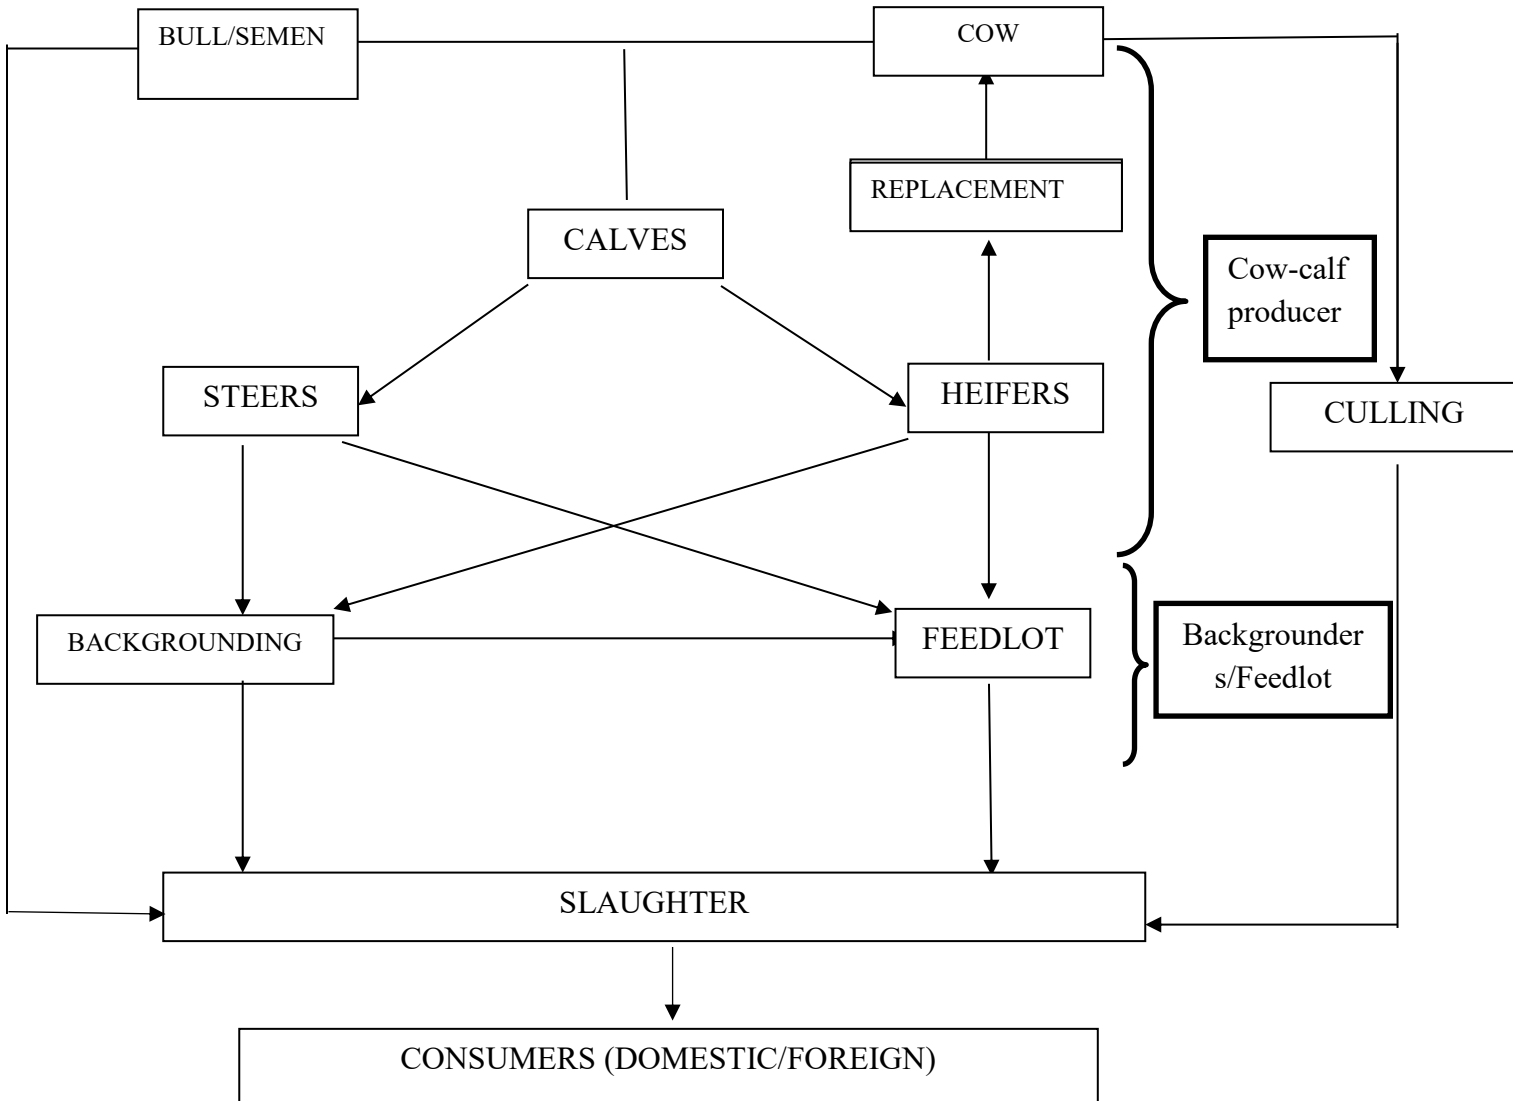 BULL/SEMEN
COW
REPLACEMENT
CALVES
Cow-calf
producer
STEERS
HEIFERS
CULLING
BACKGROUNDING
FEEDLOT
Backgrounder
s/Feedlot
SLAUGHTER
CONSUMERS (DOMESTIC/FOREIGN)